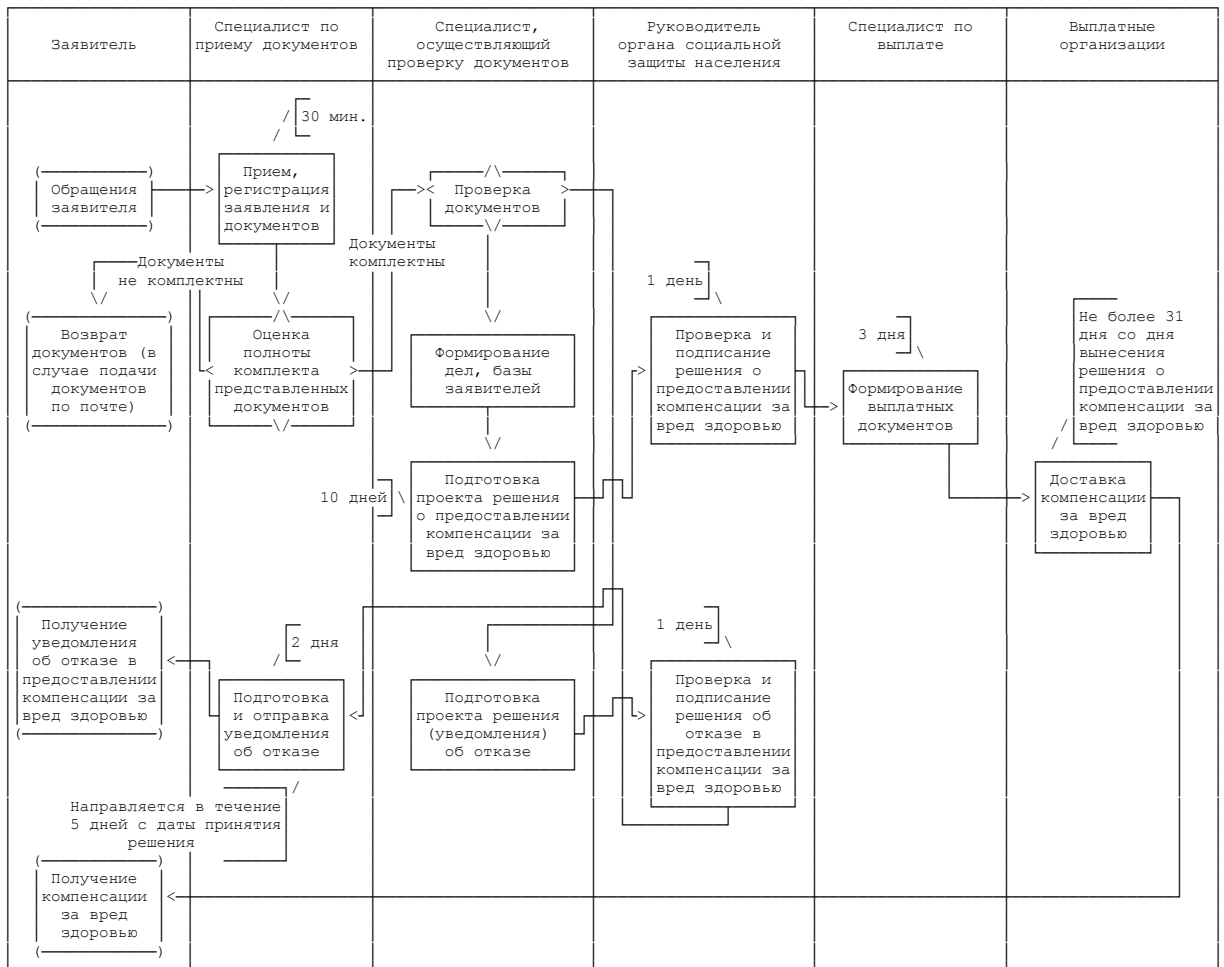 Заявитель
Специалист по
приему документов
Специалист,
осуществляющий
проверку документов
Руководитель
органа социальной
защиты населения
Специалист по
выплате
Выплатные
организации
30 мин.
Обращения
заявителя
Прием,
регистрация
заявления и
документов
Проверка
документов
Документы
не комплектны
Документы
комплектны
Возврат
документов (в
случае подачи
документов
по почте)
Оценка
полноты
комплекта
представленных
документов
Формирование
дел, базы
заявителей
1 день
Проверка и
подписание
решения о
предоставлении
компенсации за
вред здоровью
3 дня
Формирование
выплатных
документов
Не более 31
дня со дня
вынесения
решения о
предоставлении
компенсации за
вред здоровью
10 дней
Подготовка
проекта решения
о предоставлении
компенсации за
вред здоровью
Доставка
компенсации
за вред
здоровью
Получение
уведомления
об отказе в
предоставлении
компенсации за
вред здоровью
2 дня
Подготовка
и отправка
уведомления
об отказе
Подготовка
проекта решения
(уведомления)
об отказе
1 день
Проверка и
подписание
решения об
отказе в
предоставлении
компенсации за
вред здоровью
Направляется в течение
5 дней с даты принятия
решения
Получение
компенсации
за вред
здоровью